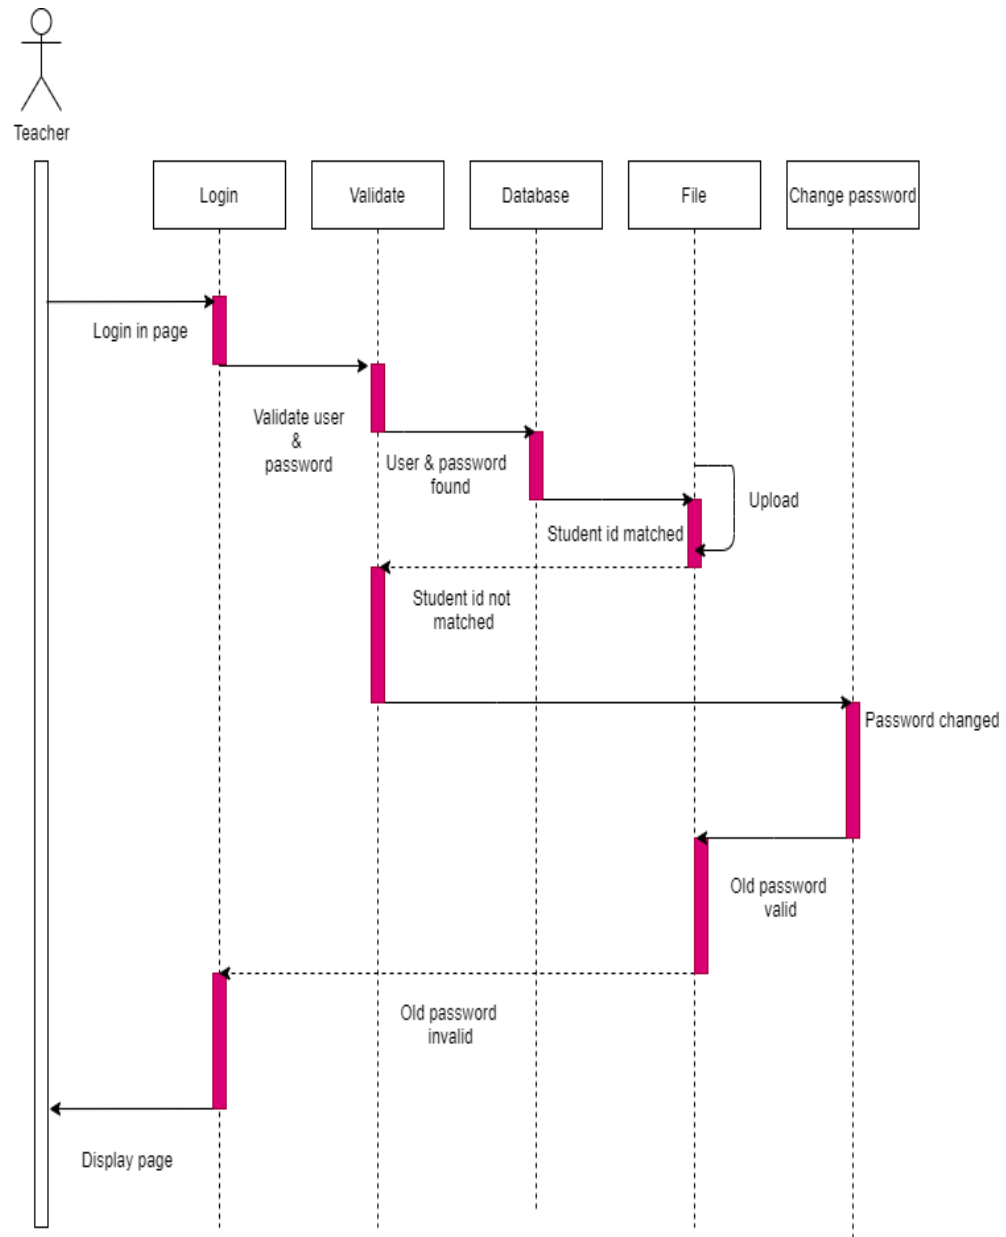 Teacher
Login
Validate
Database
File
Change password
Login in page
Validate user
&
password
User & password
found
Upload
Student id matched
Student id not
matched
Password changed
Old password
valid
Old password
invalid
Display page